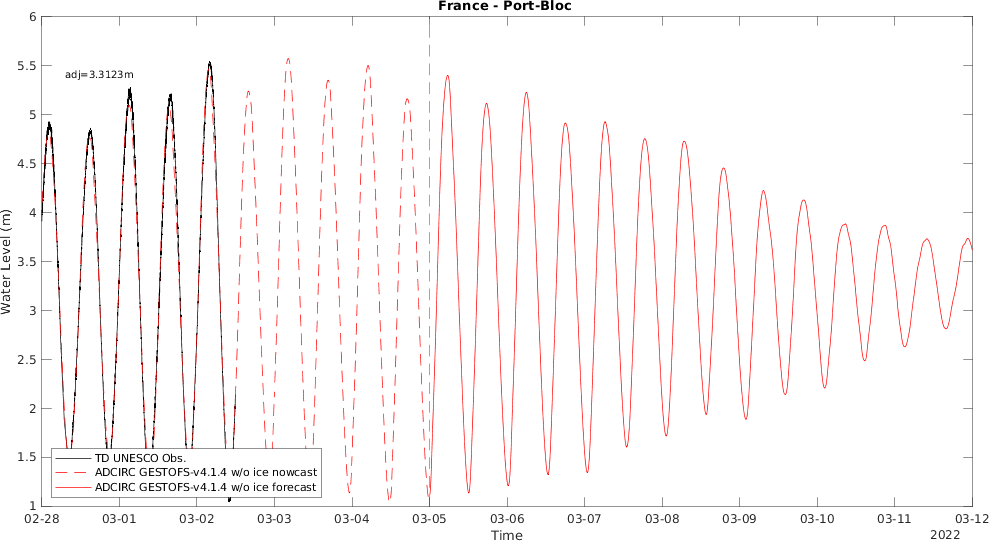 France - Port-Bloc
6
5.5
5
4.5
4
3.5
3
2.5
2
1.5
1
Water Level (m)
adj=3.3123m
TD UNESCO Obs.
ADCIRC GESTOFS-v4.1.4 w/o ice nowcast
ADCIRC GESTOFS-v4.1.4 w/o ice forecast
02-28 03-01 03-02 03-03 03-04 03-05 03-06 03-07 03-08 03-09 03-10 03-11 03-12
Time
2022